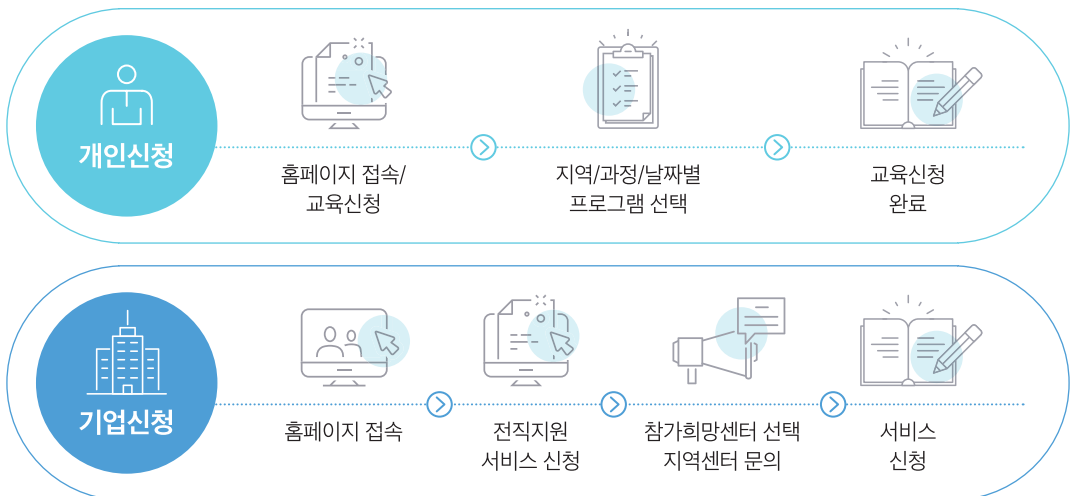 개인신청
홈페이지 접속/
교육신청
지역/과정/날짜별
프로그램 선택
교육신청
완료
기업신청
홈페이지 접속
전직지원
서비스 신청
참가희망센터 선택
지역센터 문의
서비스
신청